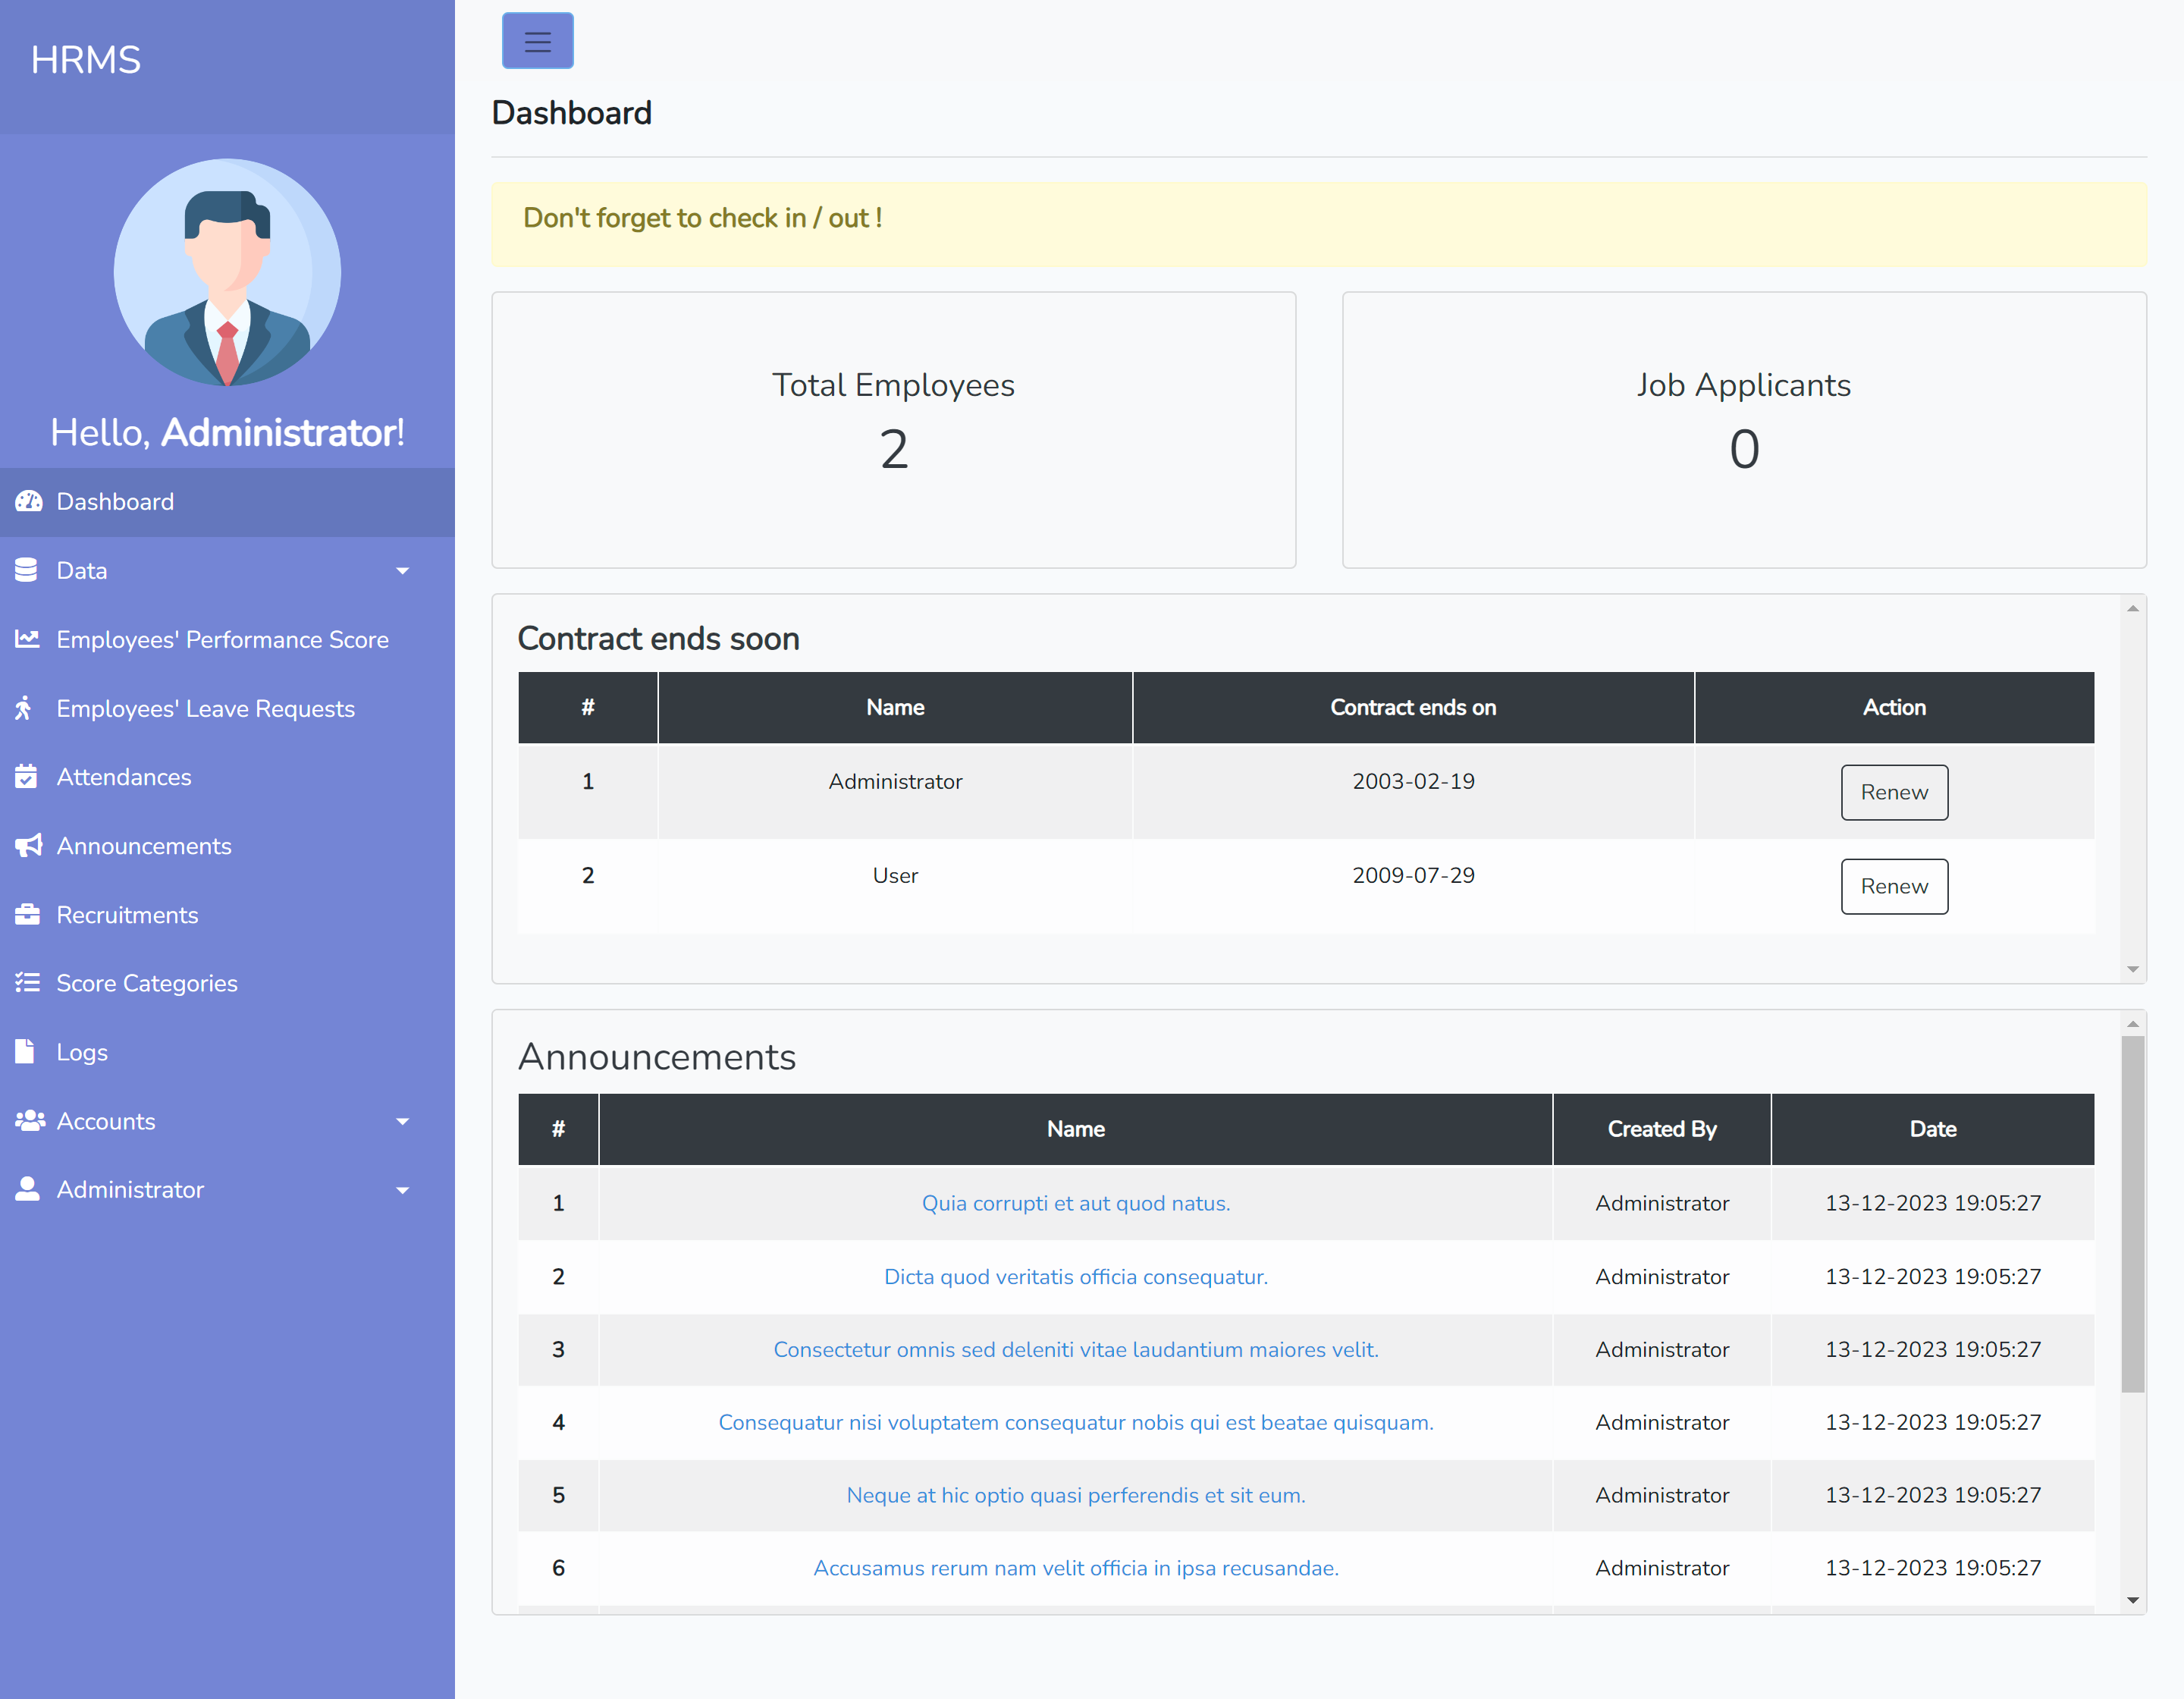 HRMS
Hello, Administrator!
Dashboard
Data
Employees' Performance Score
Employees' Leave Requests
Attendances
Announcements
Recruitments
Score Categories
Logs
Accounts
Administrator
Dashboard
Don't forget to check in / out !
Total Employees
2
Job Applicants
0
Contract ends soon
# Name Contract ends on Action
1 Administrator 2003-02-19 Renew
2 User 2009-07-29 Renew
Announcements
# Name Created By Date
1 Quia corrupti et aut quod natus. Administrator 13-12-2023 19:05:27
2 Dicta quod veritatis officia consequatur. Administrator 13-12-2023 19:05:27
3 Consectetur omnis sed deleniti vitae laudantium maiores velit. Administrator 13-12-2023 19:05:27
4 Consequatur nisi voluptatem consequatur nobis qui est beatae quisquam. Administrator 13-12-2023 19:05:27
5 Neque at hic optio quasi perferendis et sit eum. Administrator 13-12-2023 19:05:27
6 Accusamus rerum nam velit officia in ipsa recusandae. Administrator 13-12-2023 19:05:27